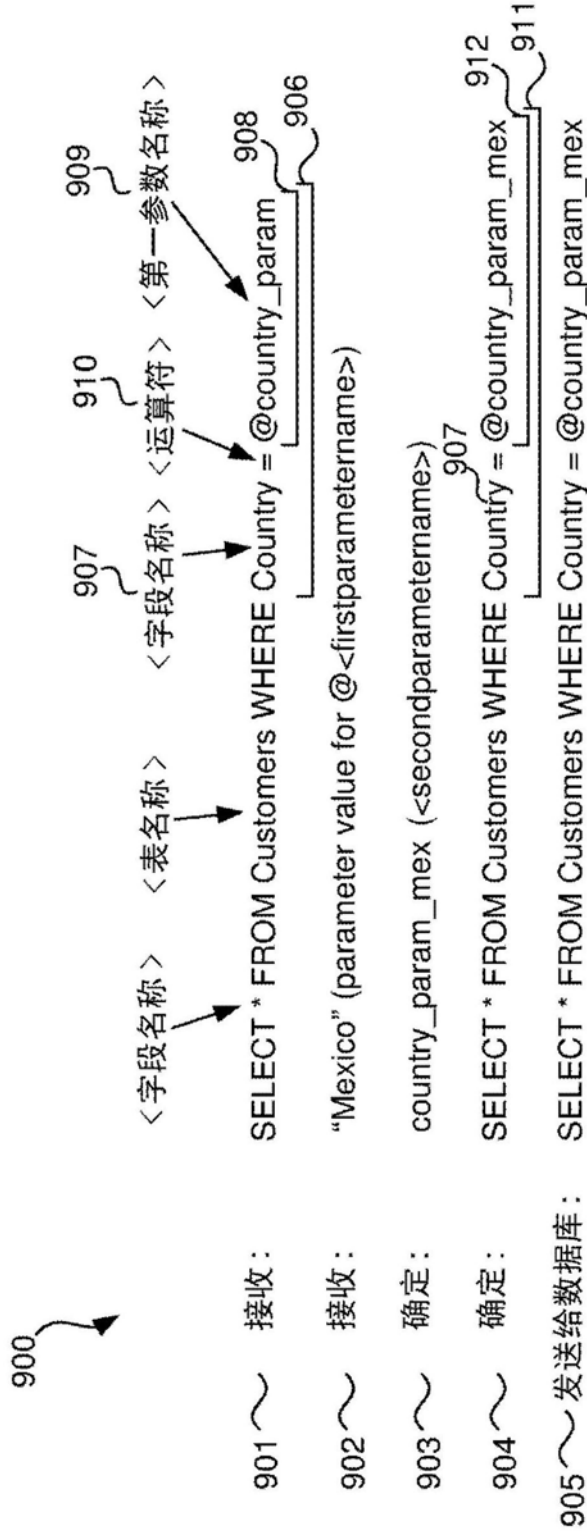 900
909
910
907
<字段名称> <表名称> <字段名称> <运算符> <第一参数名称>
901 接收: SELECT * FROM Customers WHERE Country = @country_param
908
906
902 接收: “Mexico” (parameter value for @<firstparametername>)
903 确定: country_param_mex (<secondparametername>)
907
904 确定: SELECT * FROM Customers WHERE Country = @country_param_mex
912
911
905 发送给数据库: SELECT * FROM Customers WHERE Country = @country_param_mex